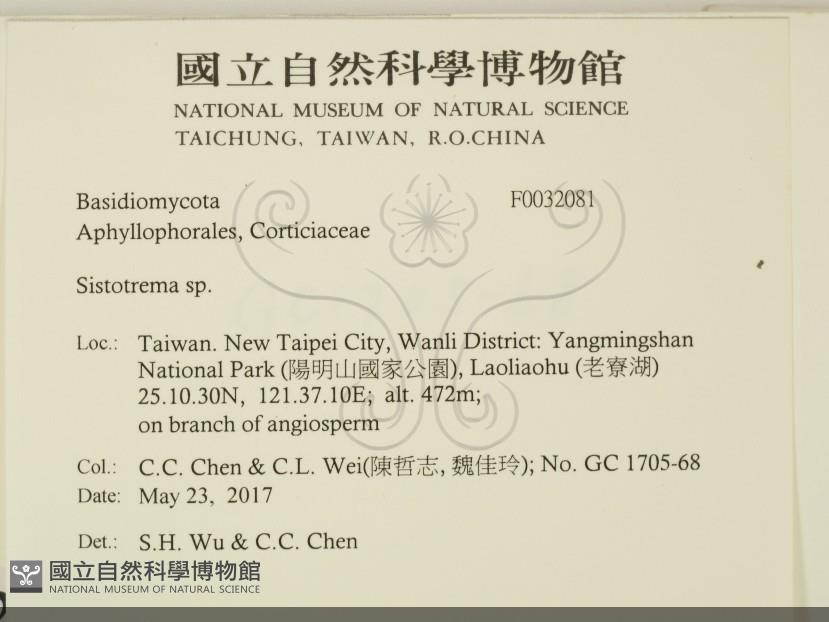 國立自然科學博物館
NATIONAL MUSEUM OF NATURAL SCIENCE
TAICHUNG, TAIWAN, R.O.CHINA
Basidiomycota F0032081
Aphyllophorales, Corticiaceae
Sistotrema sp.
Loc.: Taiwan. New Taipei City, Wanli District: Yangmingshan
National Park (陽明山國家公園), Laoliaohu (老寮湖)
25.10.30N, 121.37.10E; alt. 472m;
on branch of angiosperm
Col.: C.C. Chen & C.L. Wei(陳哲志, 魏佳玲); No. GC 1705-68
Date: May 23, 2017
Det.: S.H. Wu & C.C. Chen
國立自然科學博物館
NATIONAL MUSEUM OF NATURAL SCIENCE